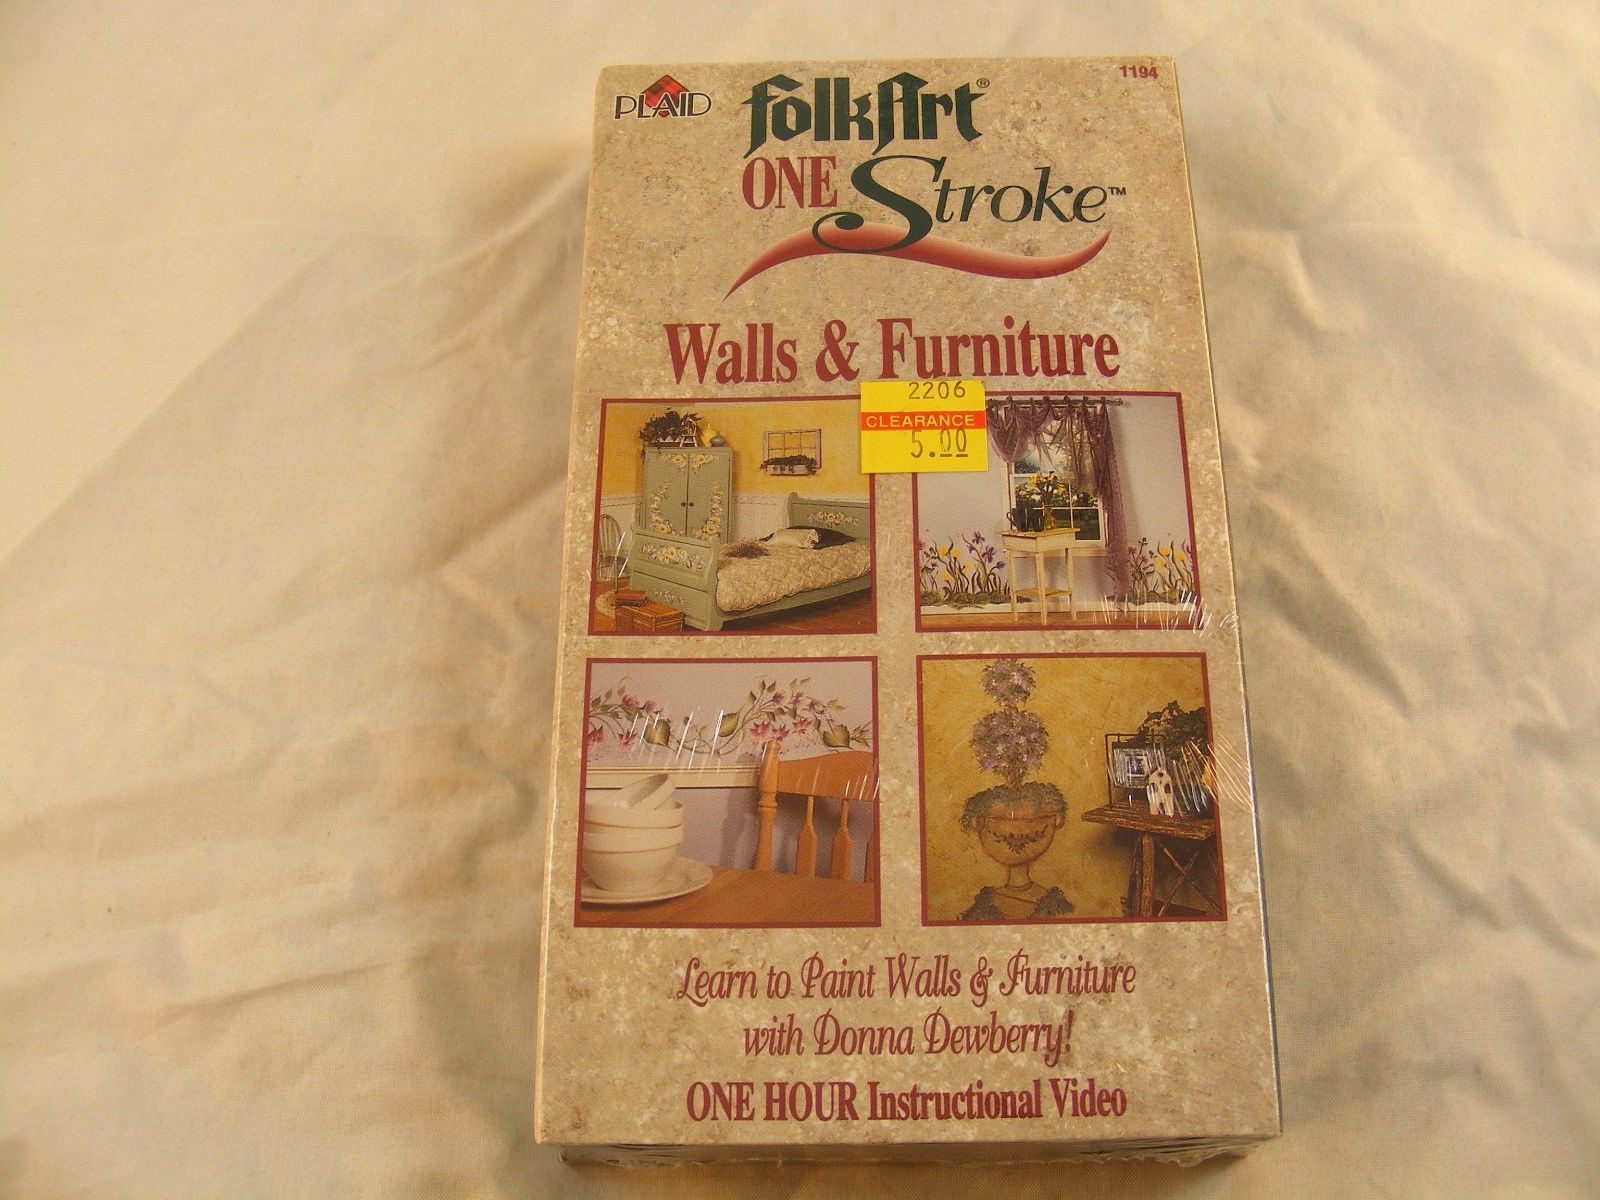 PLAID
1194
folkArt®
ONE Stroke™
Walls & Furniture
2206
CLEARANCE
5.00
Learn to Paint Walls & Furniture
with Donna Dewberry!
ONE HOUR Instructional Video